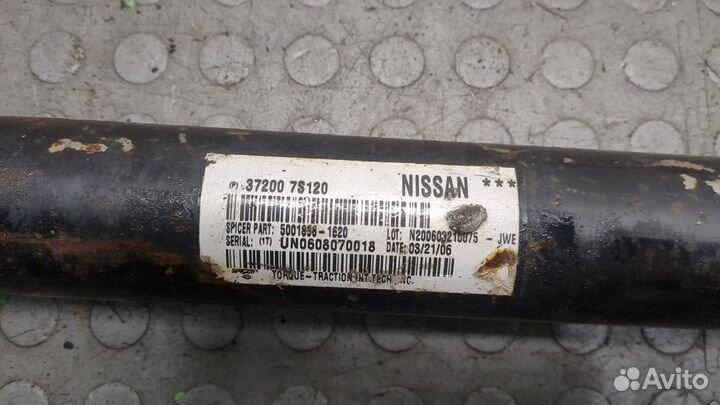 (P) 37200 7S120 NISSAN ***
SPICER PART: 5001896-1620 LOT: N200603210075 - JWE
SERIAL: (1T) UN0608070018 DATE: 03/21/06
SPICER TORQUE-TRACTION INT.TECH., INC.
Avito